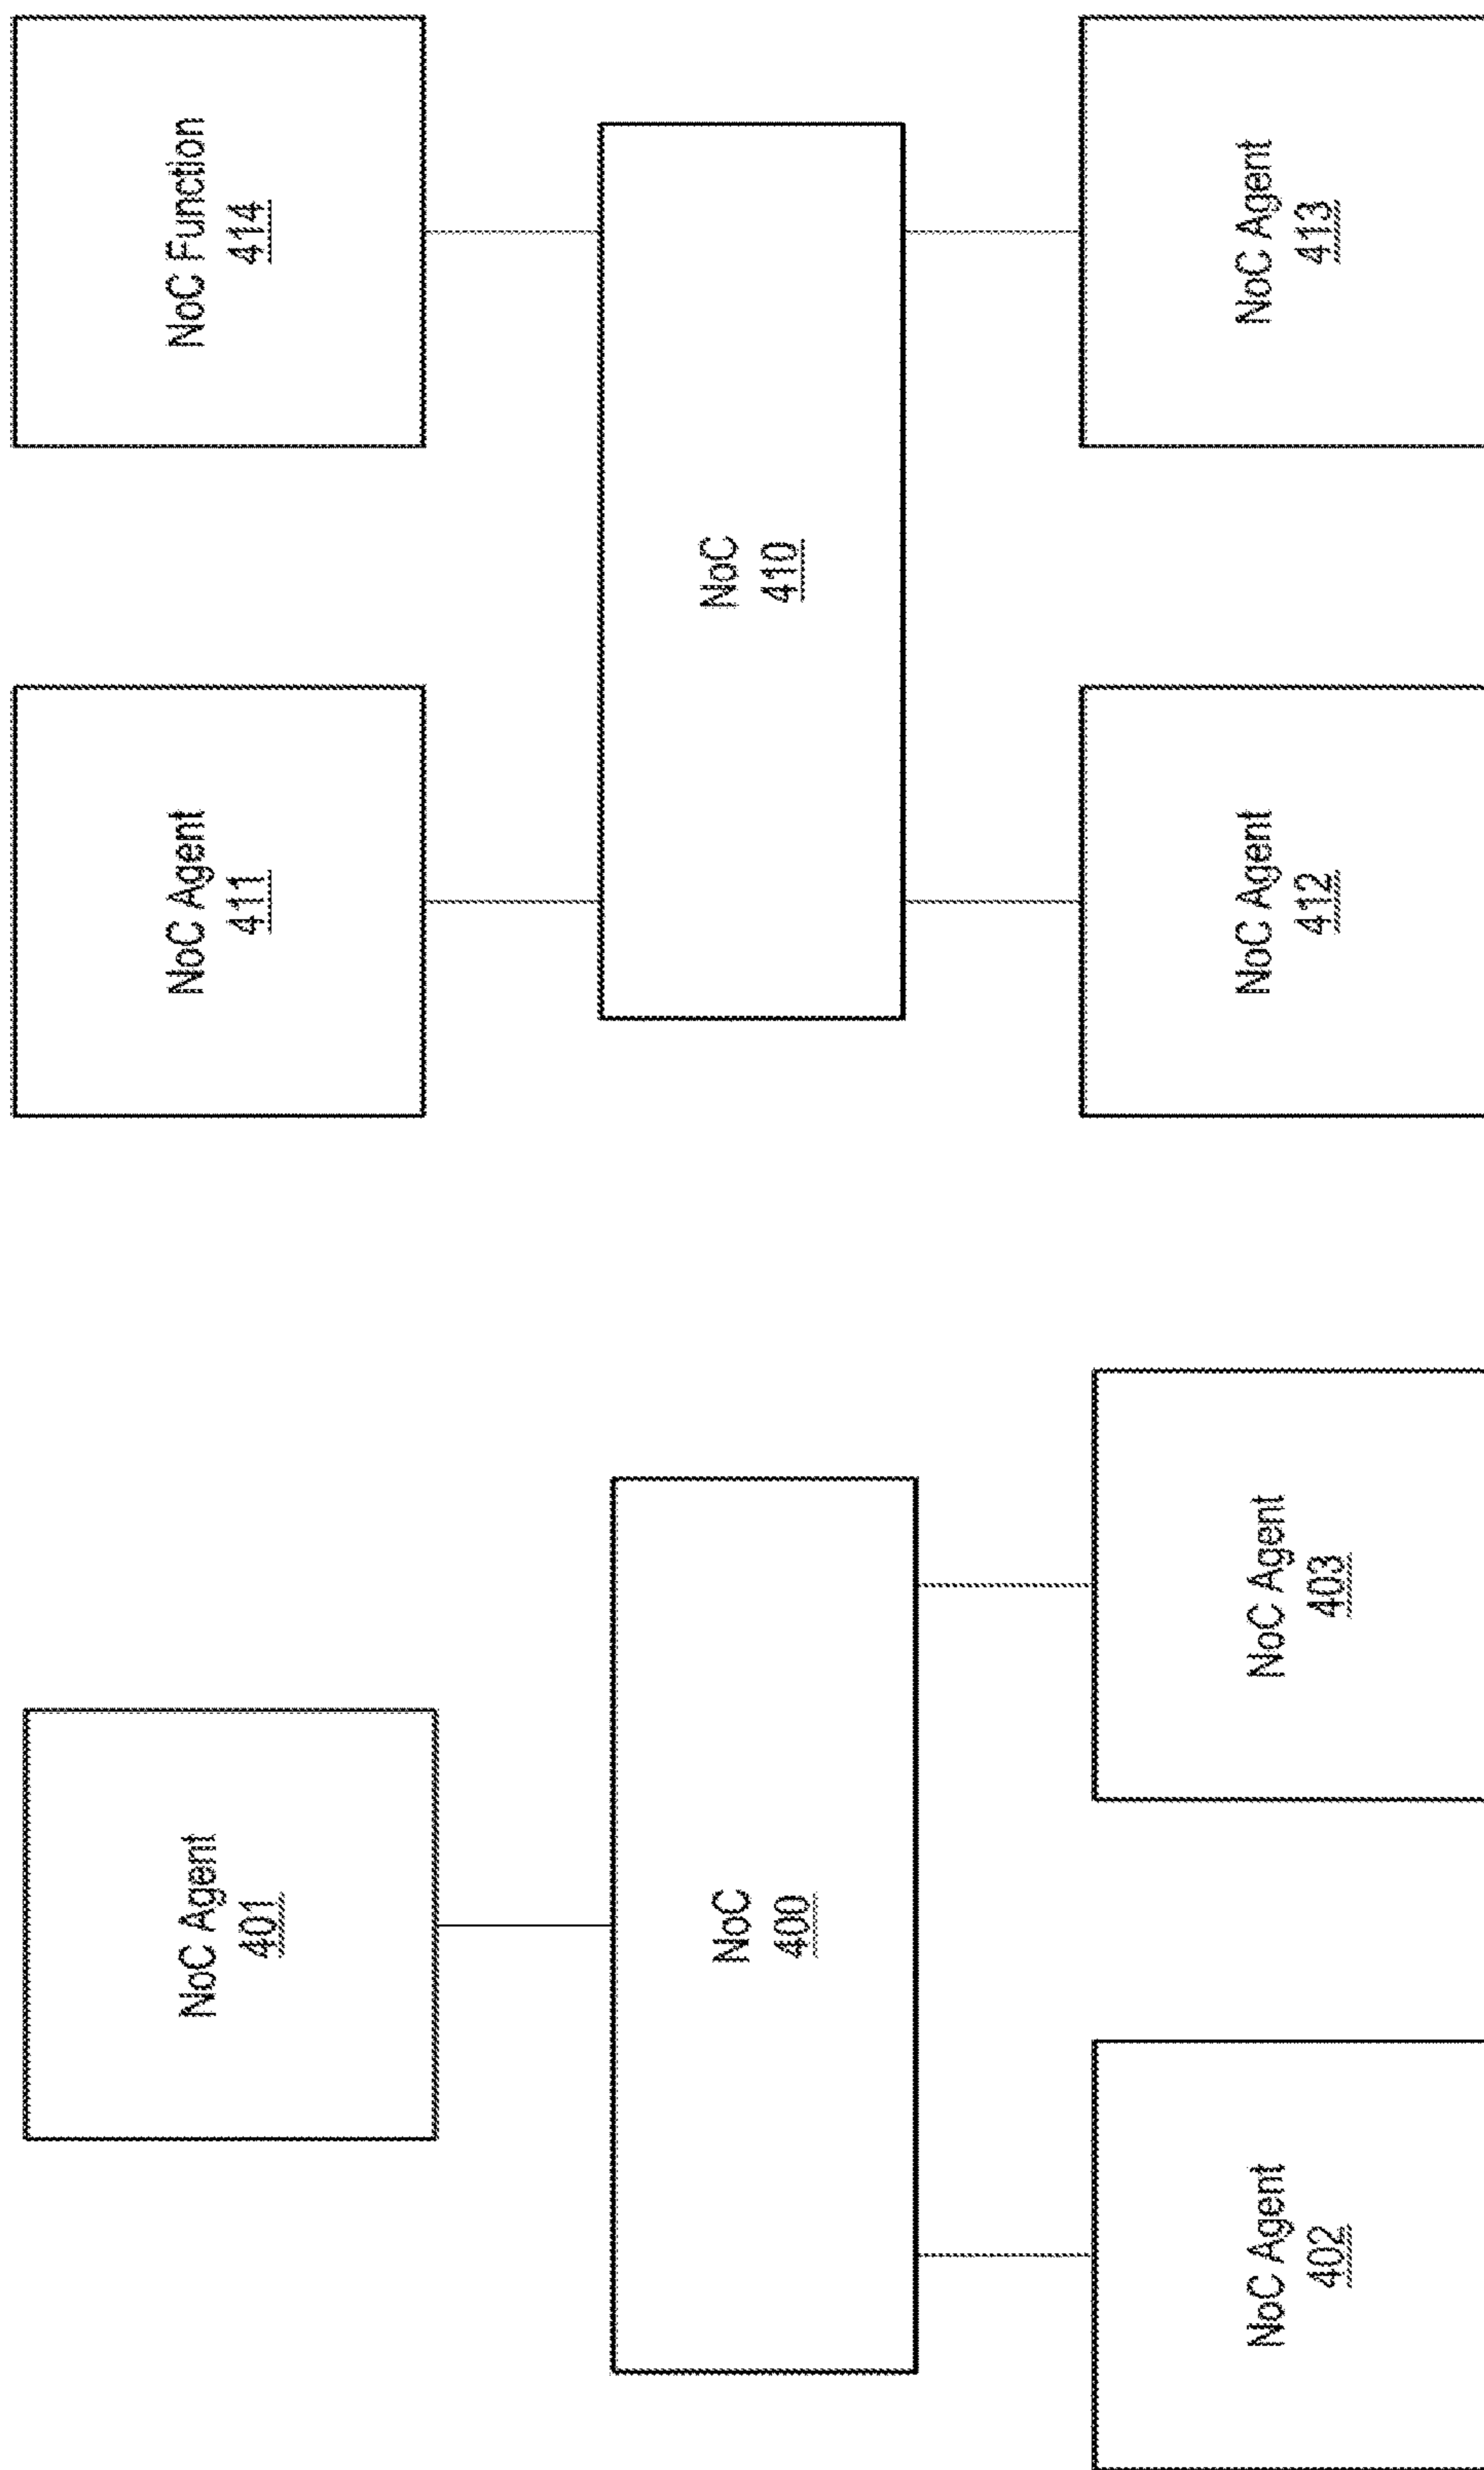 NoC Agent
401
NoC
400
NoC Agent
402
NoC Agent
403
NoC Agent
411
NoC Function
414
NoC
410
NoC Agent
412
NoC Agent
413